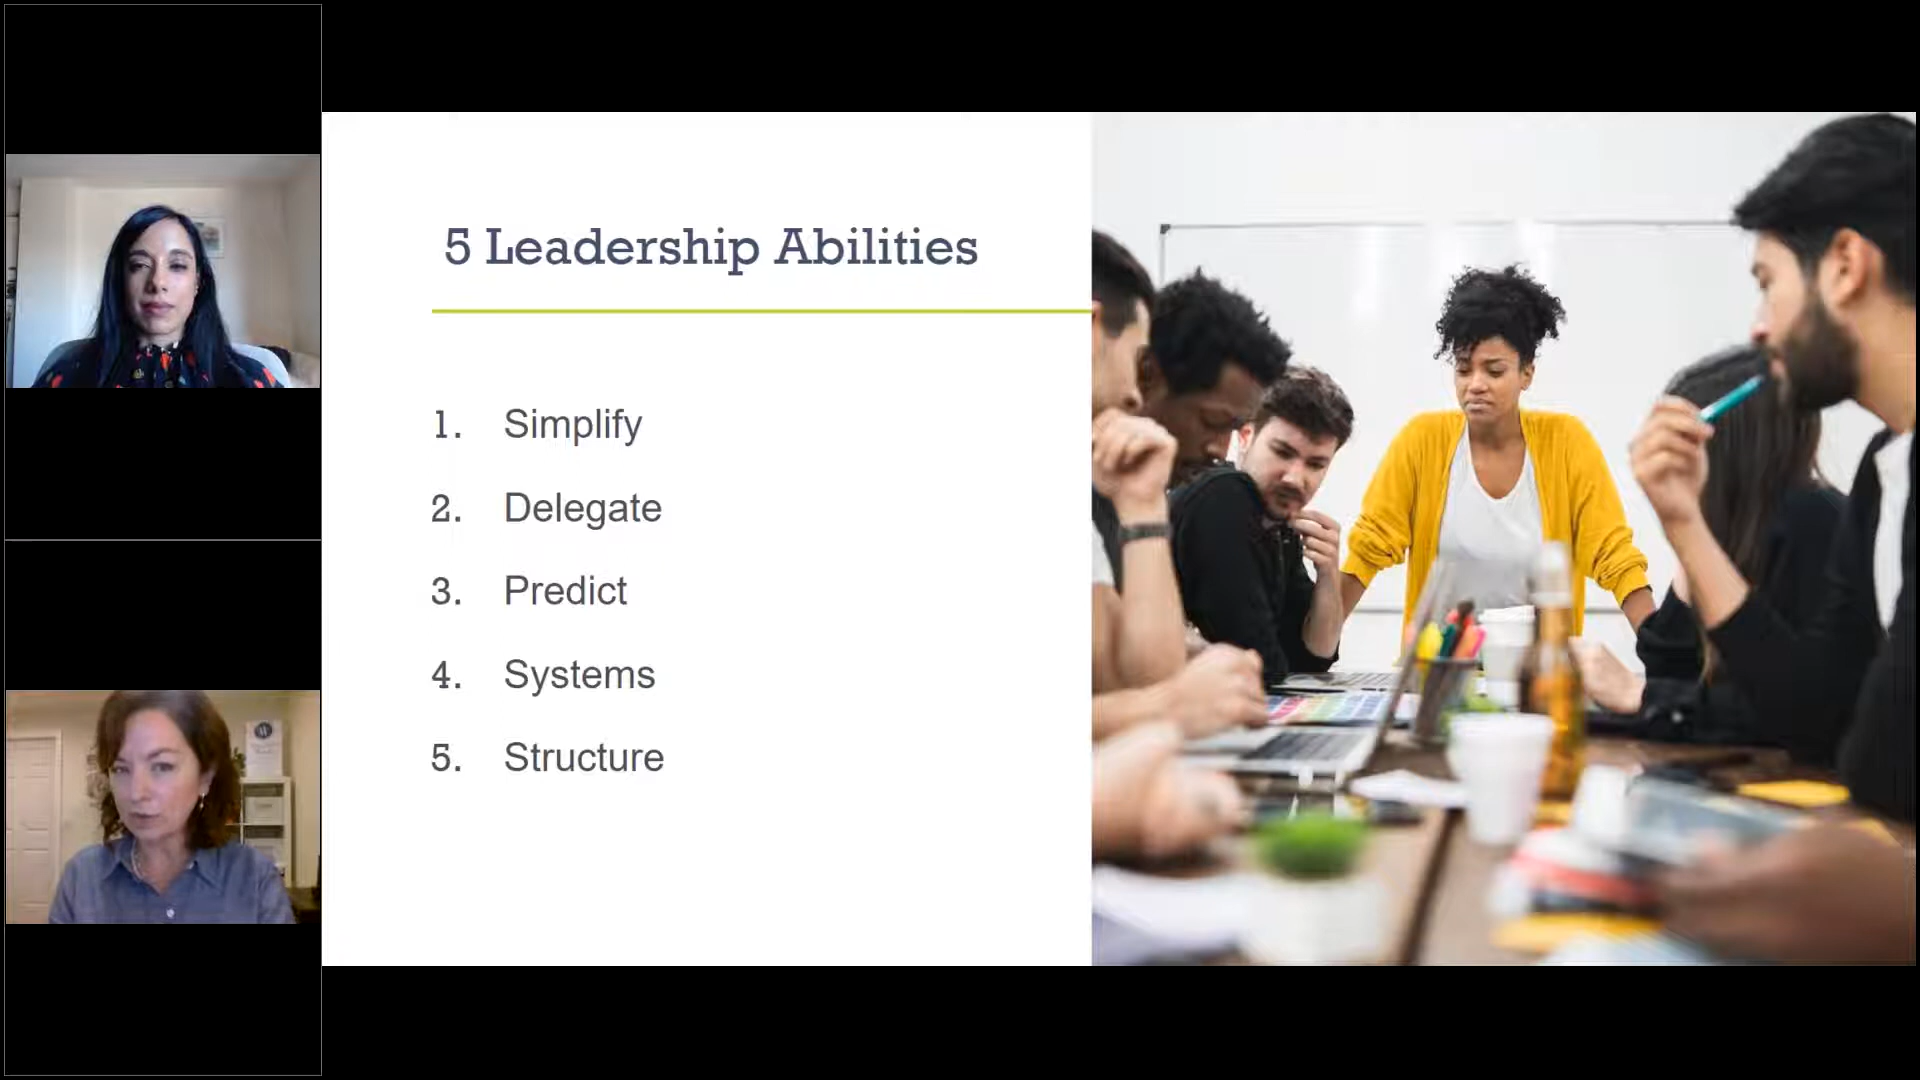 5 Leadership Abilities
1. Simplify
2. Delegate
3. Predict
4. Systems
5. Structure